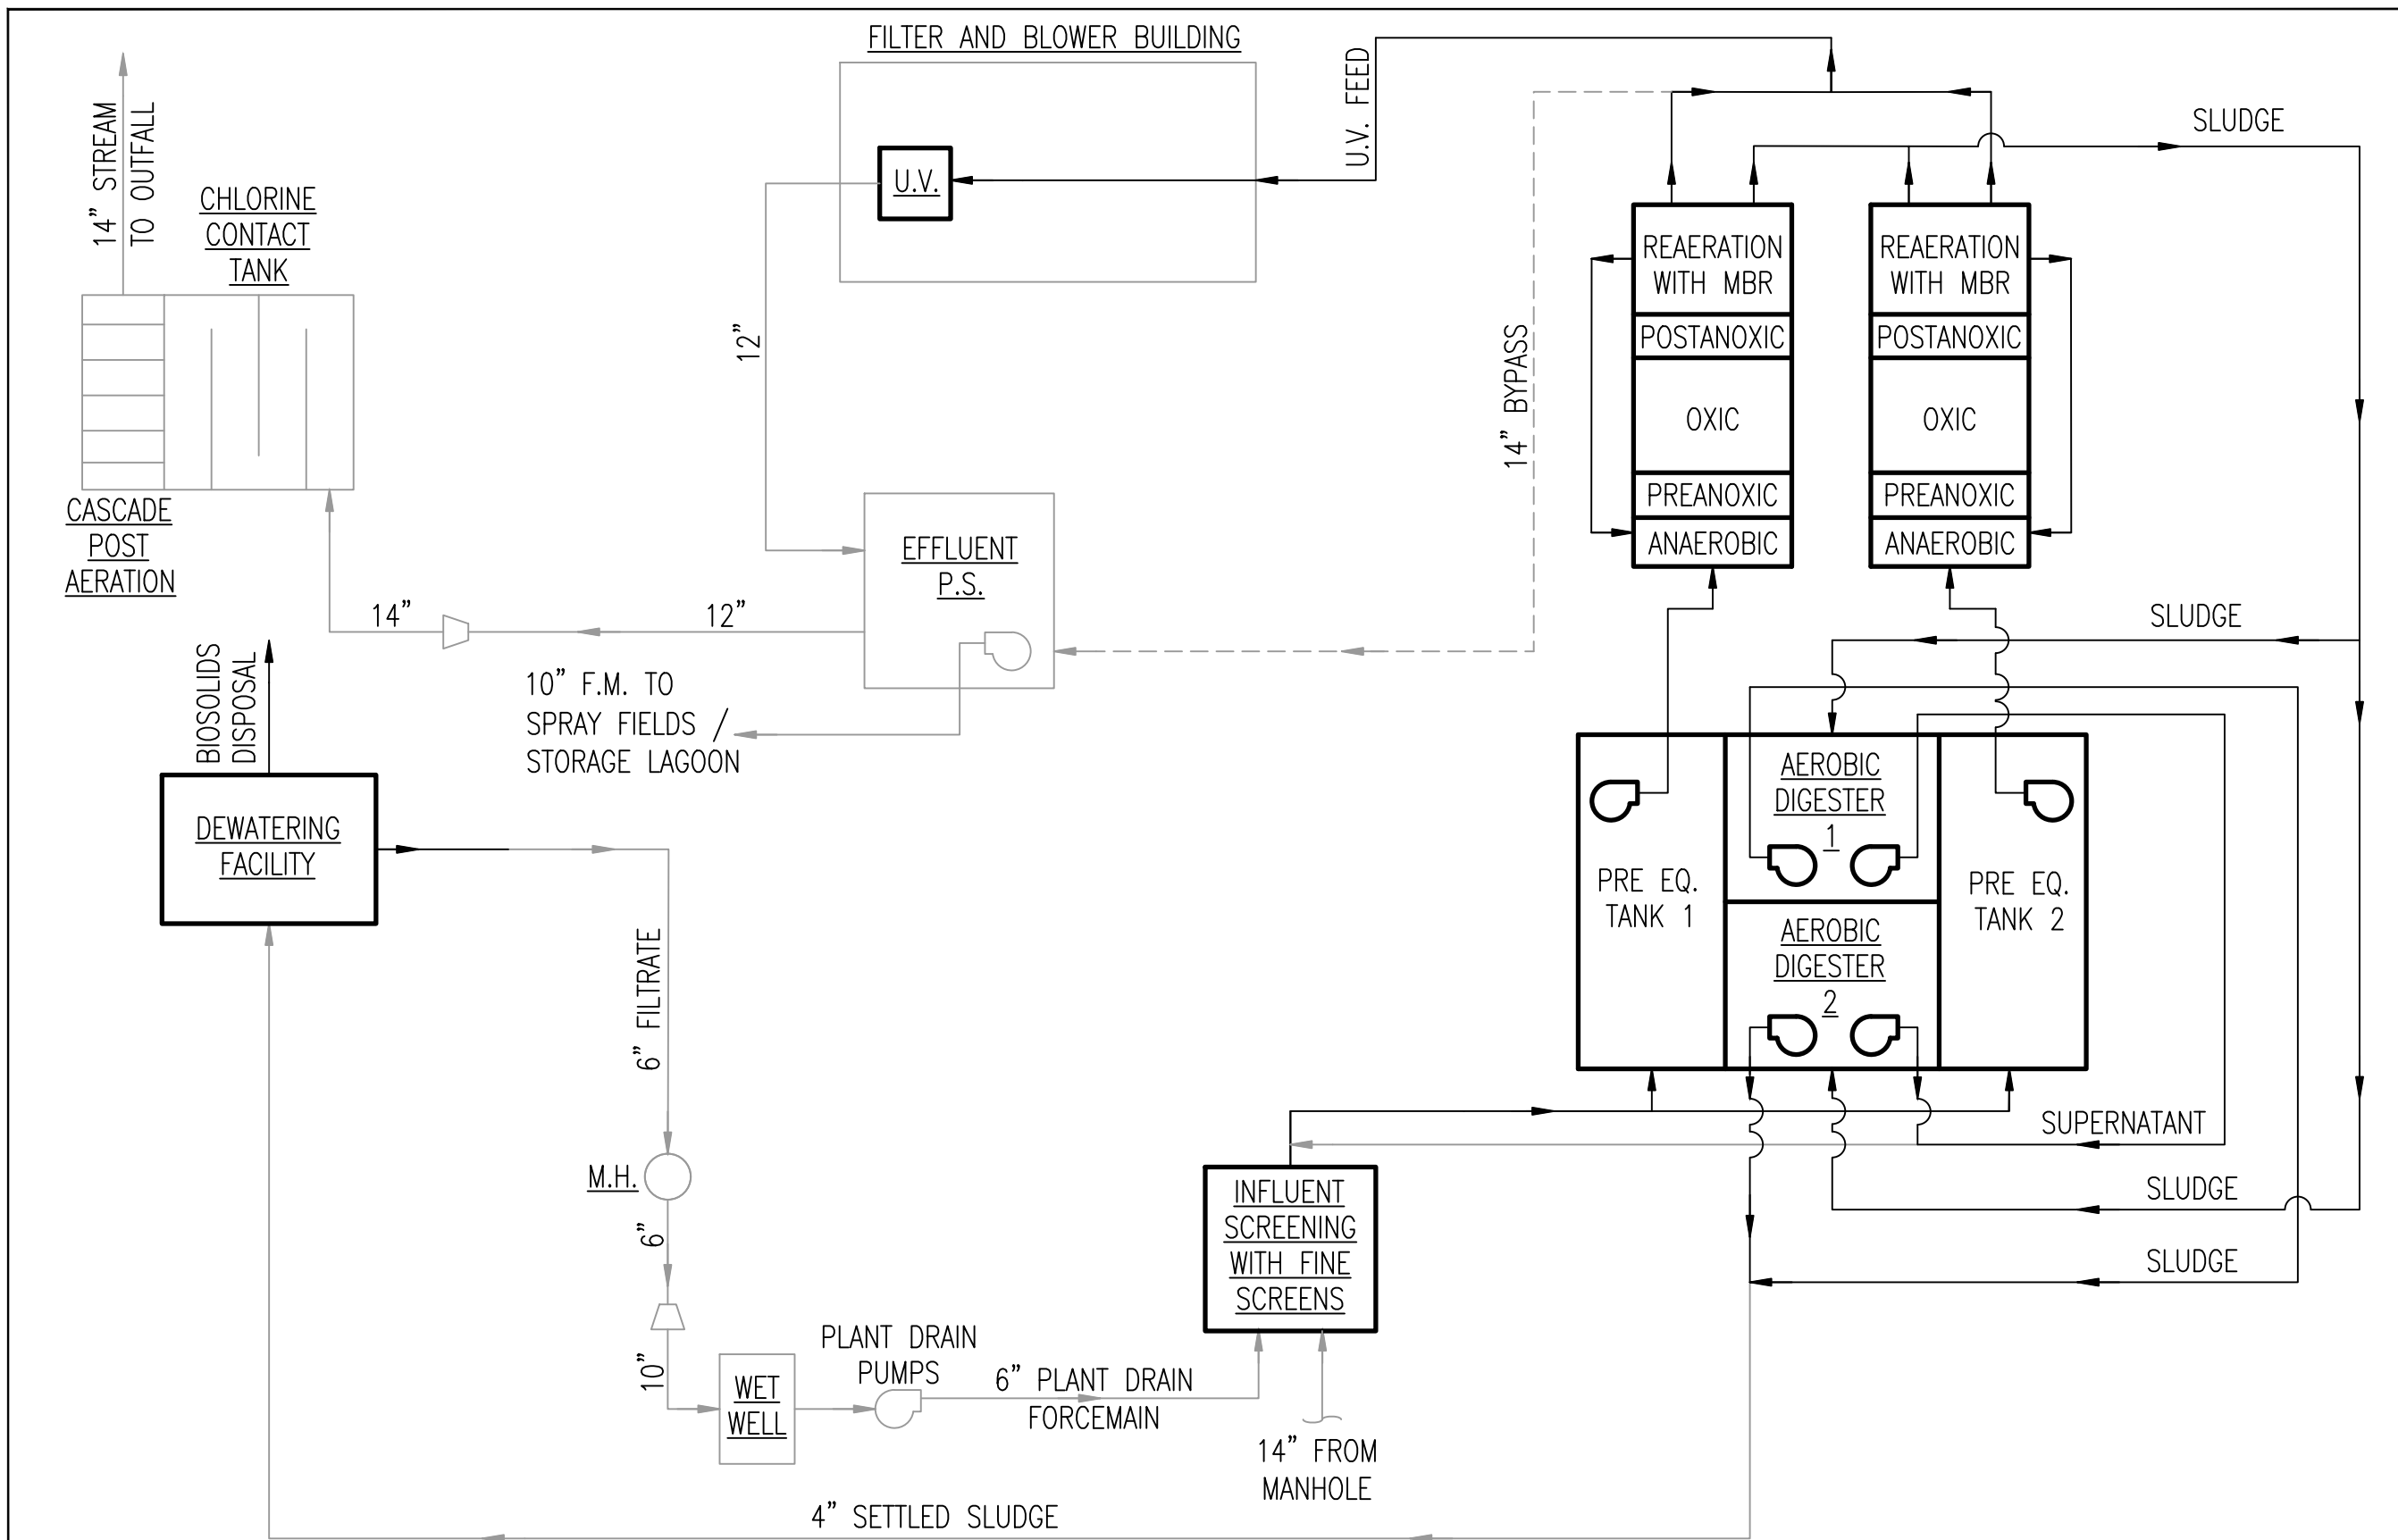 FILTER AND BLOWER BUILDING
U.V. FEED
SLUDGE
14” STREAM
TO OUTFALL
CHLORINE
CONTACT
TANK
U.V.
REAERATION
WITH MBR
POSTANOXIC
OXIC
PREANOXIC
ANAEROBIC
REAERATION
WITH MBR
POSTANOXIC
OXIC
PREANOXIC
ANAEROBIC
12”
14” BYPASS
CASCADE
POST
AERATION
EFFLUENT
P.S.
14”
12”
SLUDGE
10” F.M. TO
SPRAY FIELDS /
STORAGE LAGOON
BIOSOLIDS
DISPOSAL
DEWATERING
FACILITY
AEROBIC
DIGESTER
1
PRE EQ.
TANK 1
PRE EQ.
TANK 2
AEROBIC
DIGESTER
2
6” FILTRATE
SUPERNATANT
M.H.
6”
INFLUENT
SCREENING
WITH FINE
SCREENS
SLUDGE
SLUDGE
10”
WET
WELL
PLANT DRAIN
PUMPS
6” PLANT DRAIN
FORCEMAIN
14” FROM
MANHOLE
4” SETTLED SLUDGE